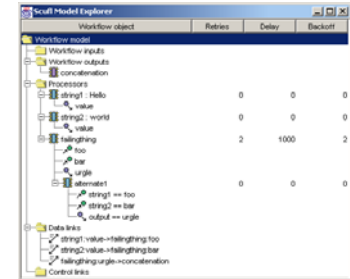 Scufl Model Explorer
Workflow object Retries Delay Backoff
Workflow model
Workflow inputs
Workflow outputs
concatenation
Processors
string1 : Hello 0 0 0
value
string2 : world 0 0 0
value
failingthing 2 1000 2
foo
bar
urgle
alternate1 0 0 0
string1 == foo
string2 == bar
output == urgle
Data links
string1:value->failingthing:foo
string2:value->failingthing:bar
failingthing:urgle->concatenation
Control links